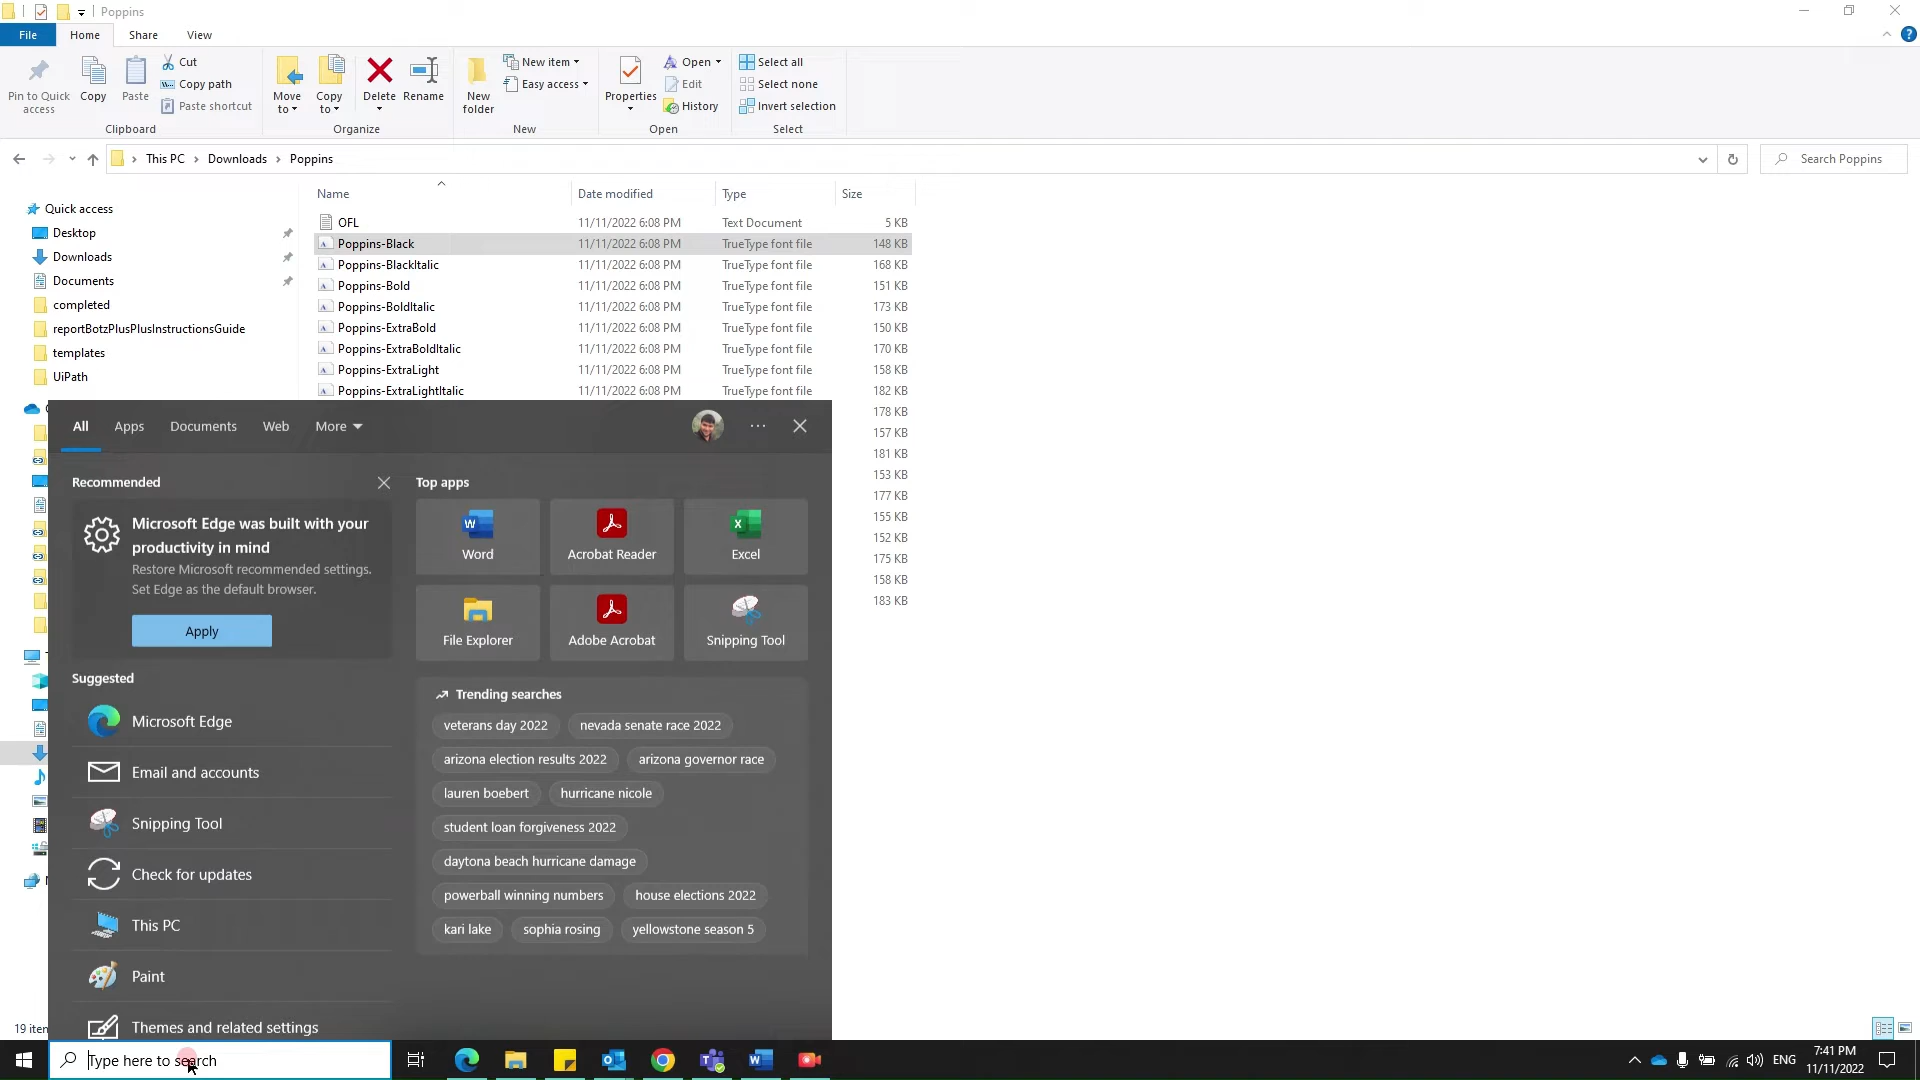 Poppins
File Home Share View
Pin to Quick access
Copy
Paste
Cut
Copy path
Paste shortcut
Clipboard
Move to
Copy to
Delete
Rename
Organize
New folder
New item
Easy access
New
Properties
Open
Edit
History
Open
Select all
Select none
Invert selection
Select
This PC > Downloads > Poppins
Search Poppins
Quick access
Desktop
Downloads
Documents
completed
reportBotzPlusPlusInstructionsGuide
templates
UiPath
Name Date modified Type Size
OFL 11/11/2022 6:08 PM Text Document 5 KB
Poppins-Black 11/11/2022 6:08 PM TrueType font file 148 KB
Poppins-BlackItalic 11/11/2022 6:08 PM TrueType font file 168 KB
Poppins-Bold 11/11/2022 6:08 PM TrueType font file 151 KB
Poppins-BoldItalic 11/11/2022 6:08 PM TrueType font file 173 KB
Poppins-ExtraBold 11/11/2022 6:08 PM TrueType font file 150 KB
Poppins-ExtraBoldItalic 11/11/2022 6:08 PM TrueType font file 170 KB
Poppins-ExtraLight 11/11/2022 6:08 PM TrueType font file 158 KB
Poppins-ExtraLightItalic 11/11/2022 6:08 PM TrueType font file 182 KB
178 KB
157 KB
181 KB
153 KB
177 KB
155 KB
152 KB
175 KB
158 KB
183 KB
All Apps Documents Web More
Recommended
Microsoft Edge was built with your
productivity in mind
Restore Microsoft recommended settings.
Set Edge as the default browser.
Apply
Suggested
Microsoft Edge
Email and accounts
Snipping Tool
Check for updates
This PC
Paint
Themes and related settings
Top apps
Word
Acrobat Reader
Excel
File Explorer
Adobe Acrobat
Snipping Tool
Trending searches
veterans day 2022
nevada senate race 2022
arizona election results 2022
arizona governor race
lauren boebert
hurricane nicole
student loan forgiveness 2022
daytona beach hurricane damage
powerball winning numbers
house elections 2022
kari lake
sophia rosing
yellowstone season 5
Type here to search
ENG
7:41 PM
11/11/2022